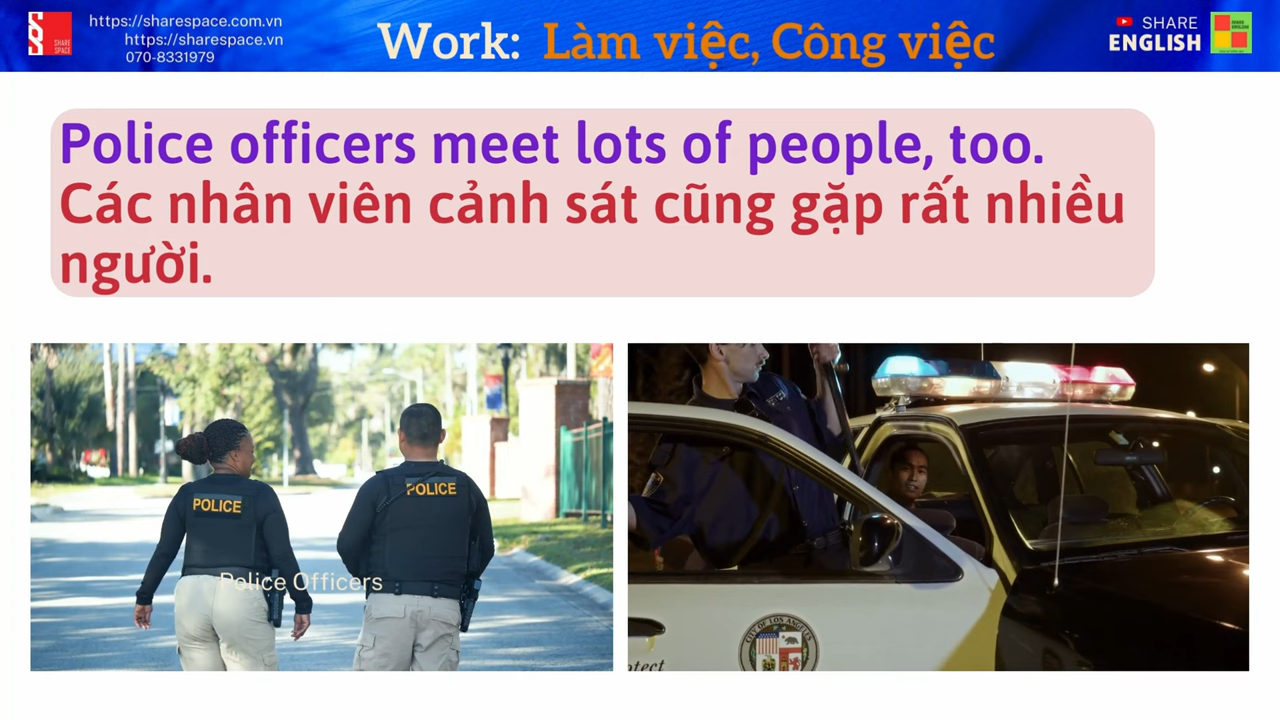 https://sharespace.com.vn
https://sharespace.vn
070-8331979
SHARE
SPACE
Work: Làm việc, Công việc
SHARE
ENGLISH
Police officers meet lots of people, too.
Các nhân viên cảnh sát cũng gặp rất nhiều
người.
POLICE
POLICE
Police Officers
CITY OF LOS ANGELES